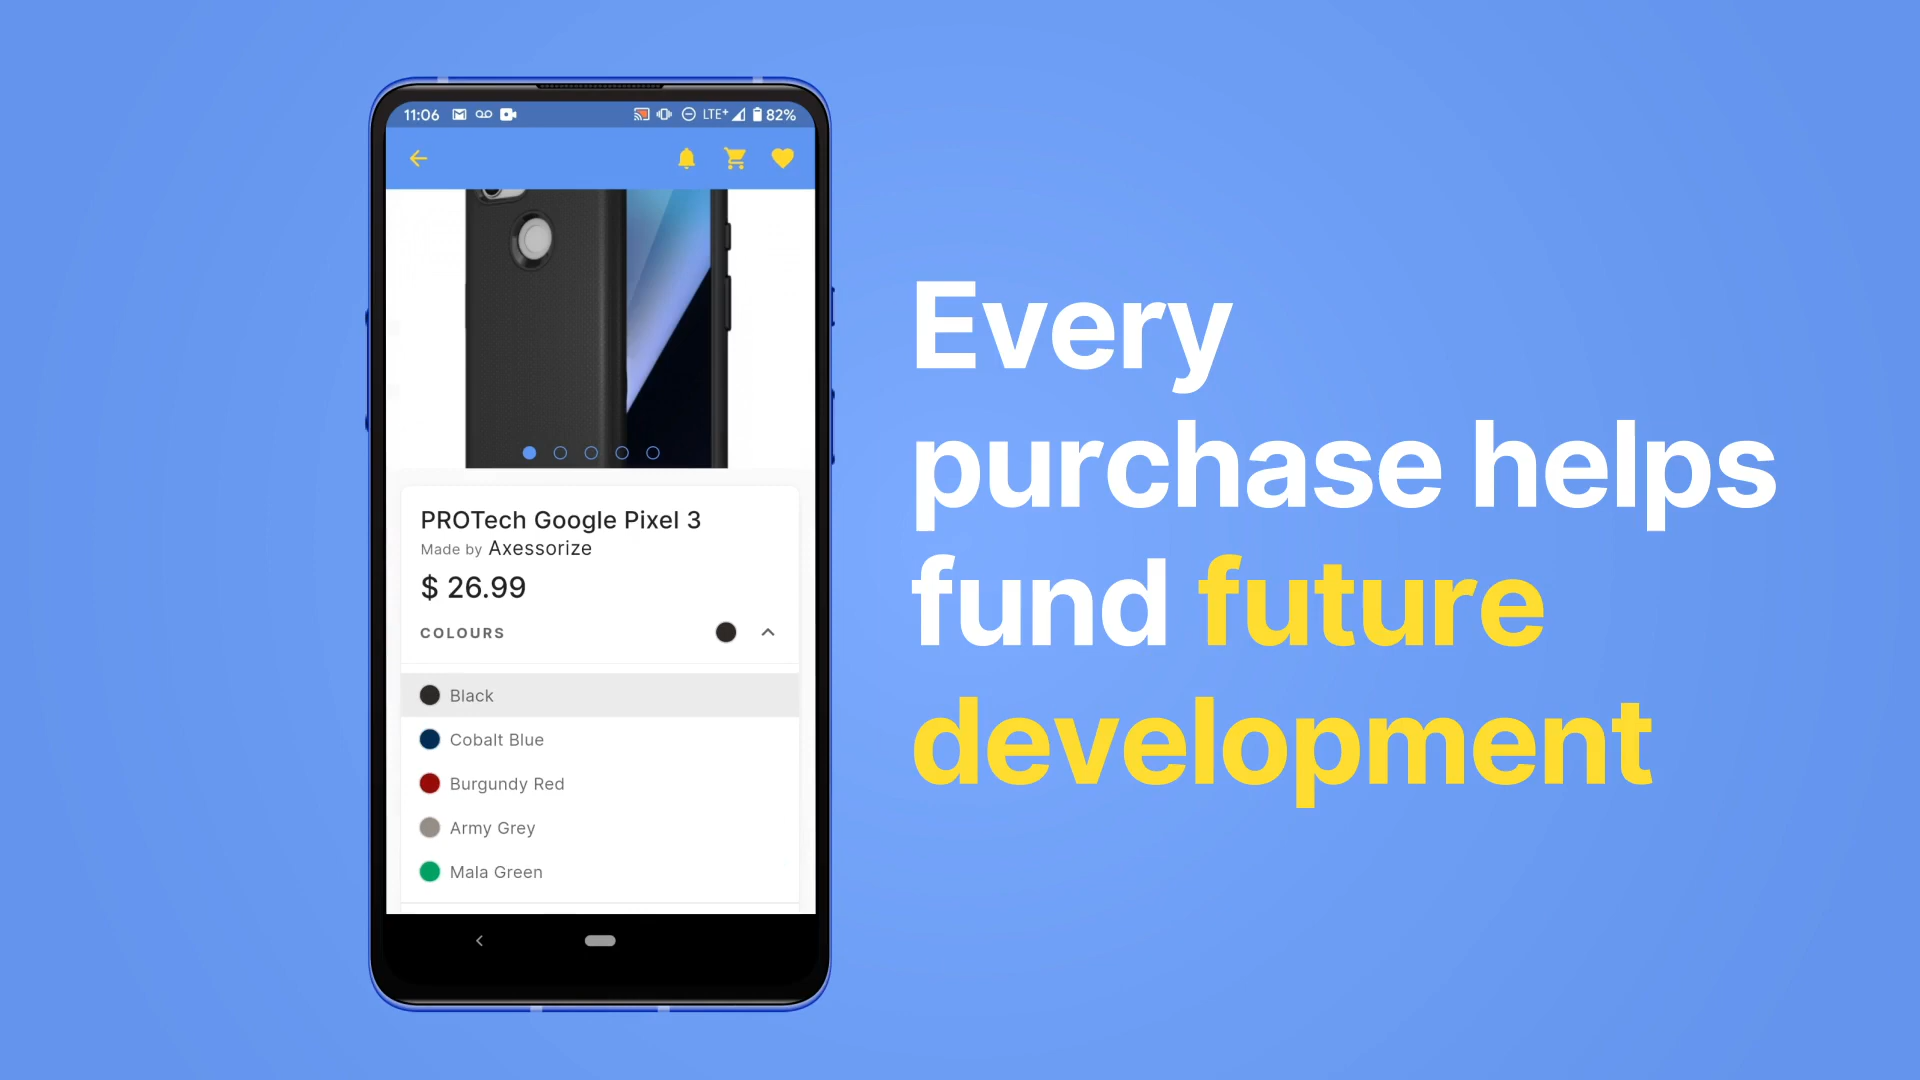 11:06 LTE+ 82%
PROTech Google Pixel 3
Made by Axessorize
$ 26.99
COLOURS
Black
Cobalt Blue
Burgundy Red
Army Grey
Mala Green
Every
purchase helps
fund future
development